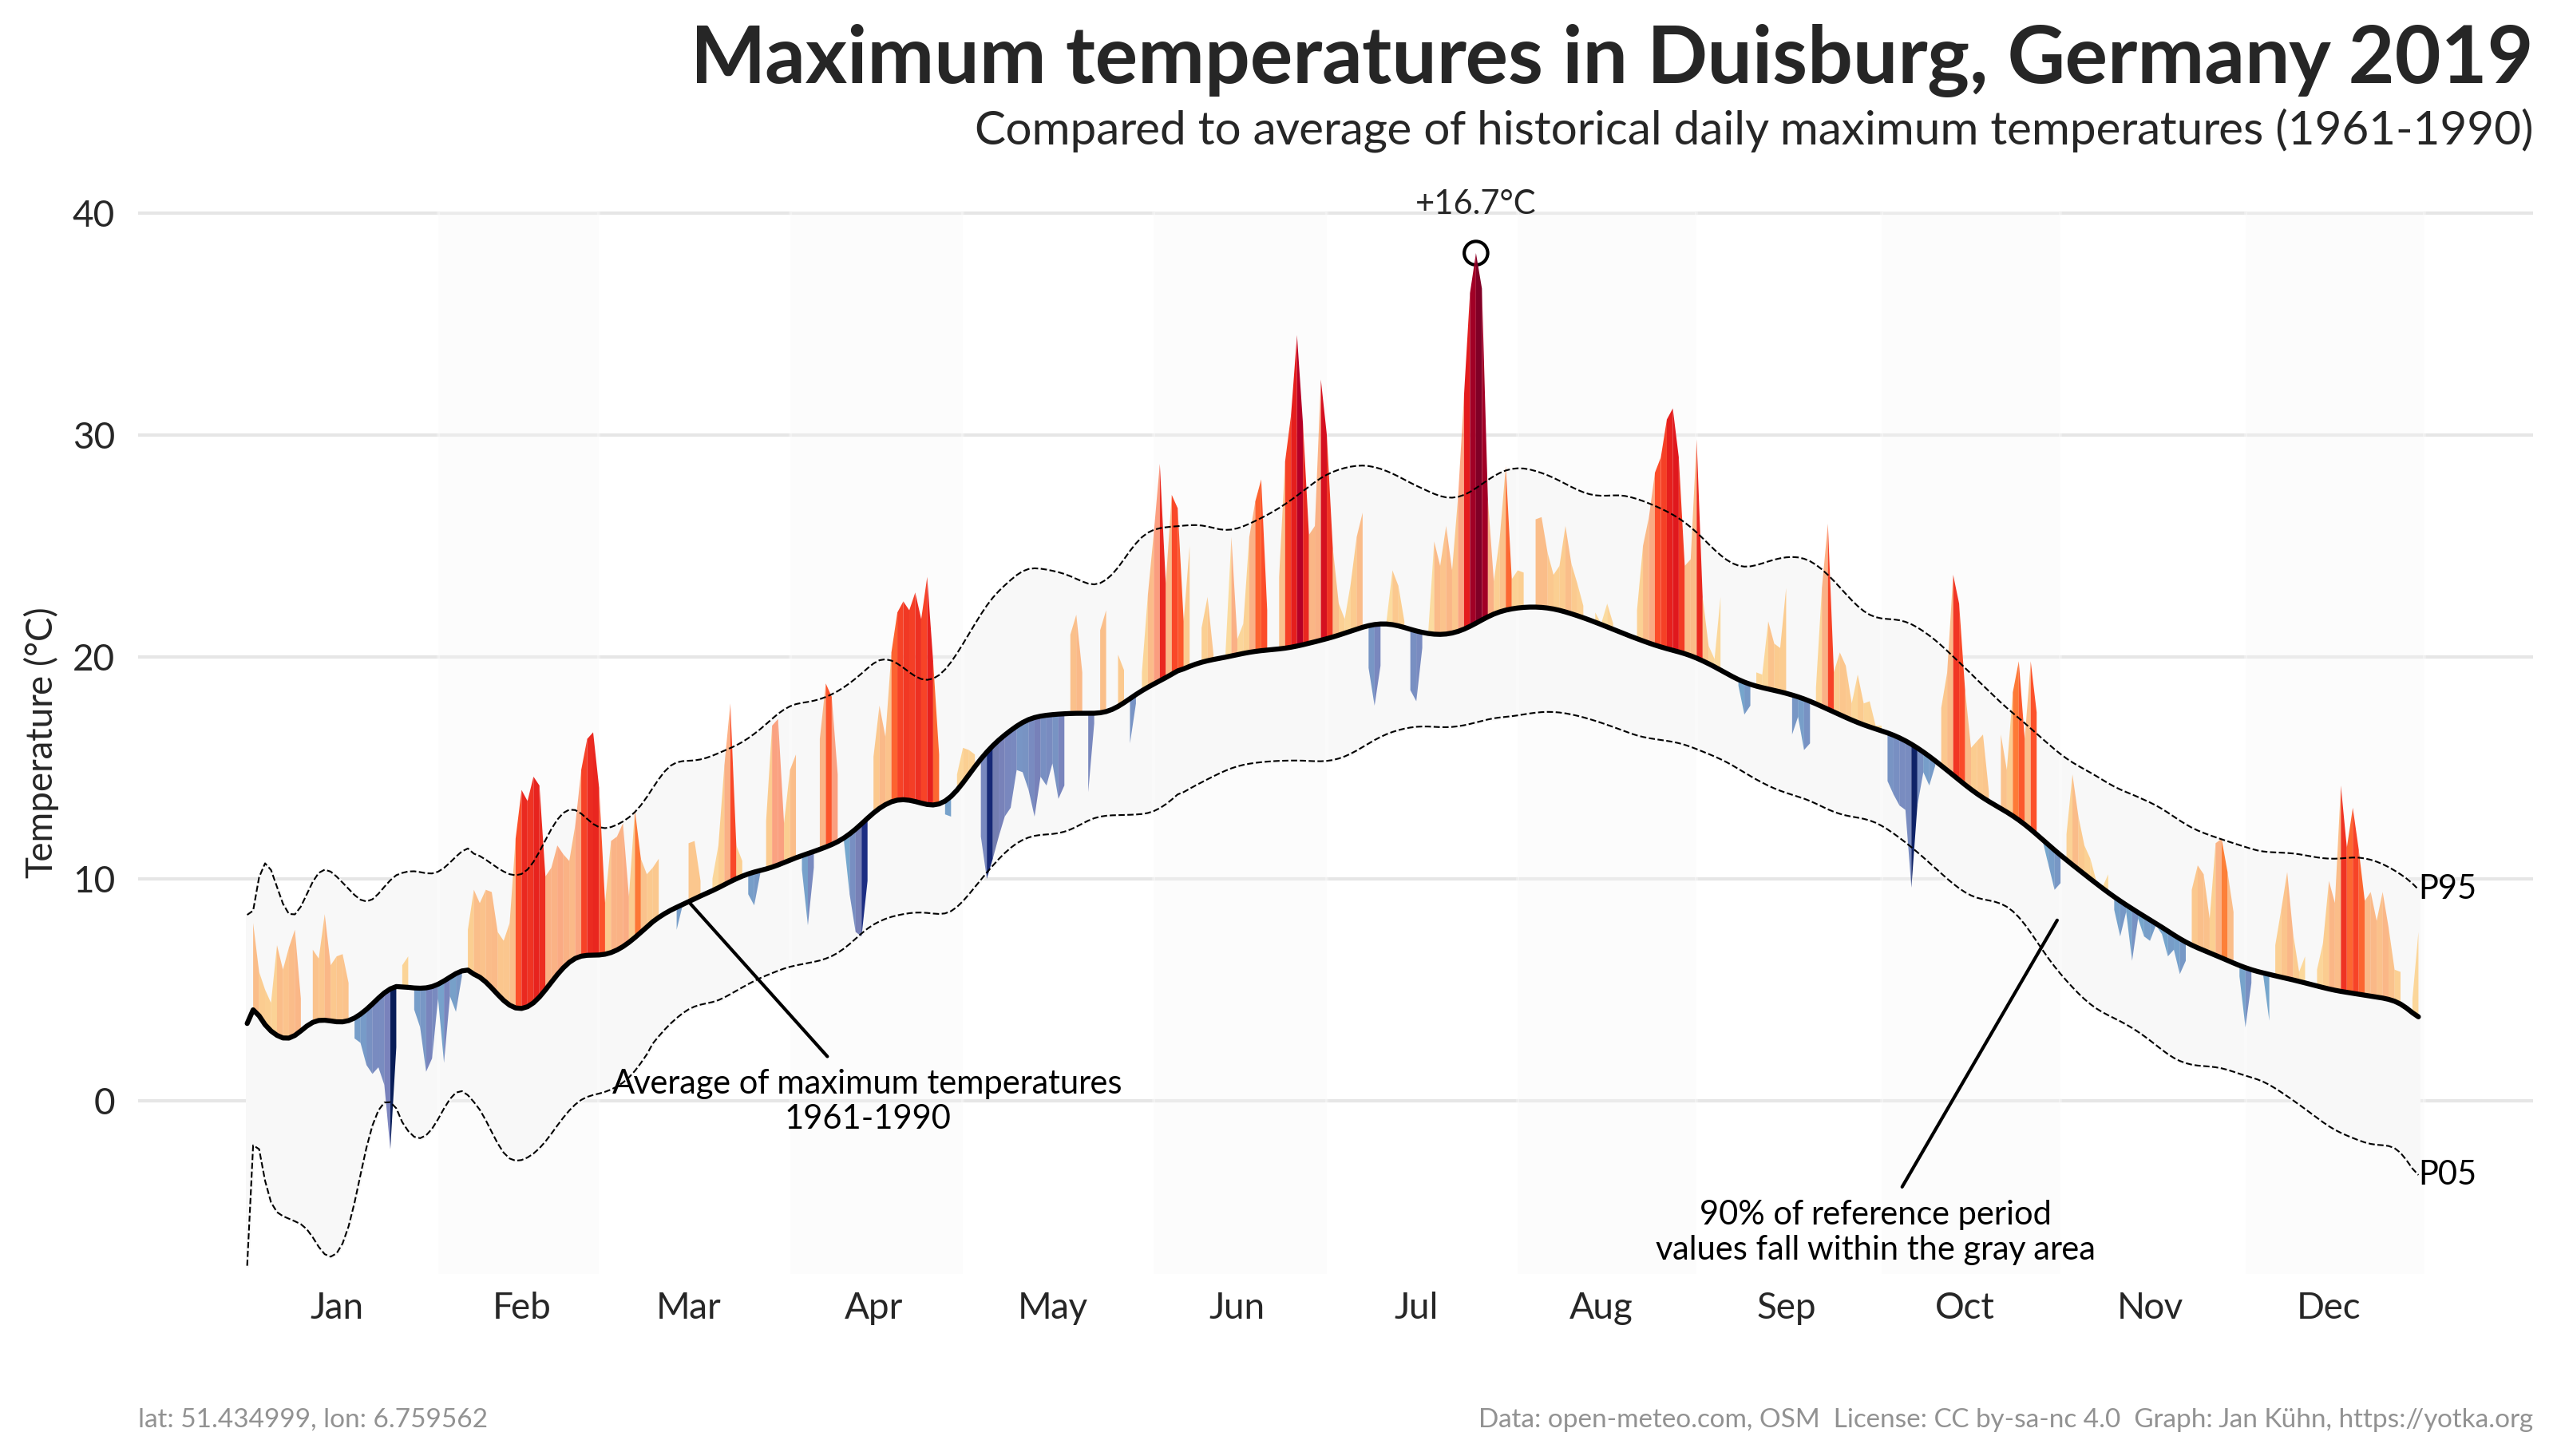 Maximum temperatures in Duisburg, Germany 2019
Compared to average of historical daily maximum temperatures (1961-1990)
+16.7°C
40
30
20
10
0
Temperature (°C)
P95
P05
Average of maximum temperatures
1961-1990
90% of reference period
values fall within the gray area
Jan Feb Mar Apr May Jun Jul Aug Sep Oct Nov Dec
lat: 51.434999, lon: 6.759562
Data: open-meteo.com, OSM  License: CC by-sa-nc 4.0  Graph: Jan Kühn, https://yotka.org